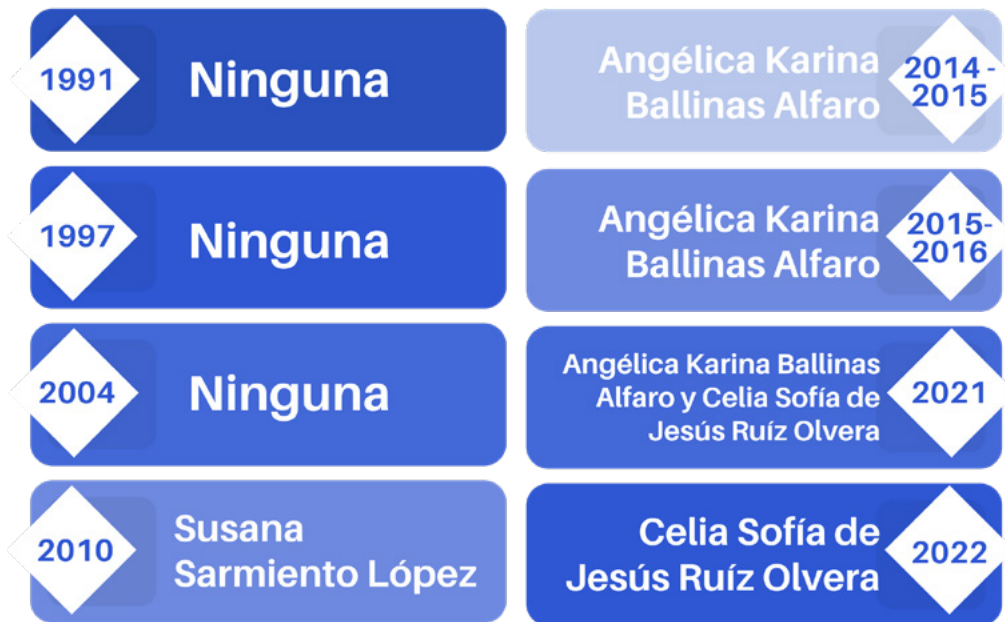 1991
Ninguna
1997
Ninguna
2004
Ninguna
2010
Susana
Sarmiento López
Angélica Karina
Ballinas Alfaro
2014 -
2015
Angélica Karina
Ballinas Alfaro
2015-
2016
Angélica Karina Ballinas
Alfaro y Celia Sofía de
Jesús Ruíz Olvera
2021
Celia Sofía de
Jesús Ruíz Olvera
2022